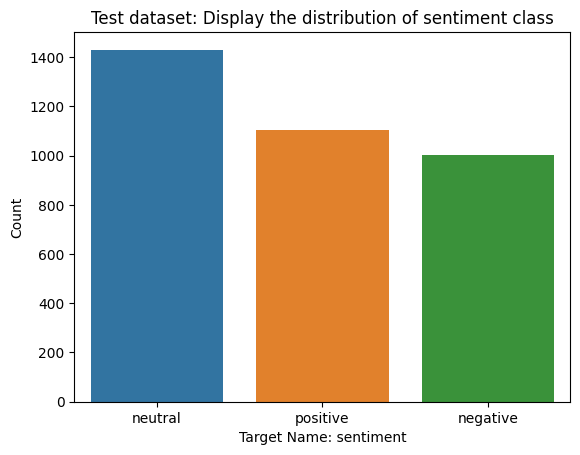 Test dataset: Display the distribution of sentiment class
1400
1200
1000
800
600
400
200
0
Count
neutral positive negative
Target Name: sentiment